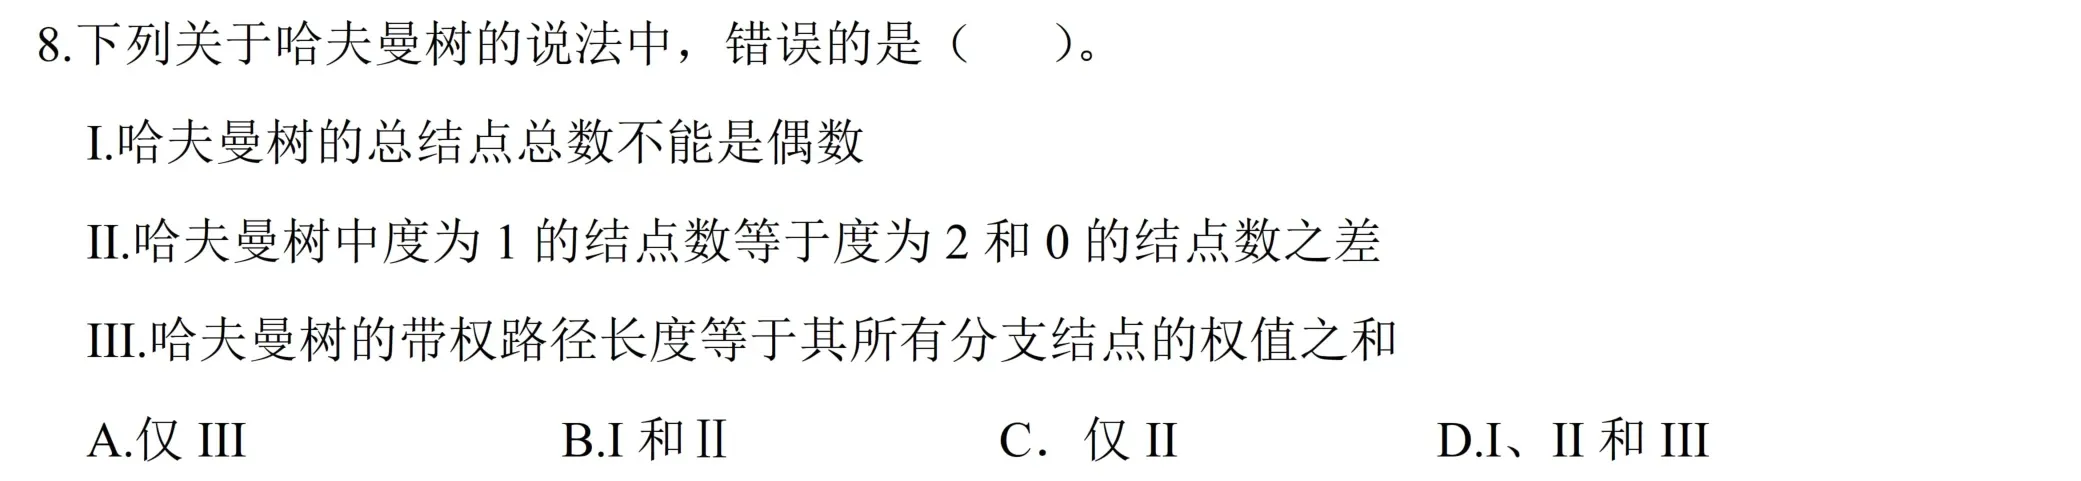 8.下列关于哈夫曼树的说法中，错误的是（　　）。
I.哈夫曼树的总结点总数不能是偶数
II.哈夫曼树中度为 1 的结点数等于度为 2 和 0 的结点数之差
III.哈夫曼树的带权路径长度等于其所有分支结点的权值之和
A.仅 III　　B.I 和Ⅱ　　C．仅 II　　D.I、II 和 III